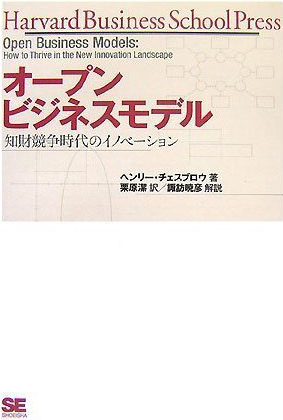 Harvard Business School Press
Open Business Models:
How to Thrive in the New Innovation Landscape
オープン
ビジネスモデル
知財競争時代のイノベーション
ヘンリー・チェスブロウ 著
栗原潔 訳/諏訪暁彦 解説
SE
SHOEISHA